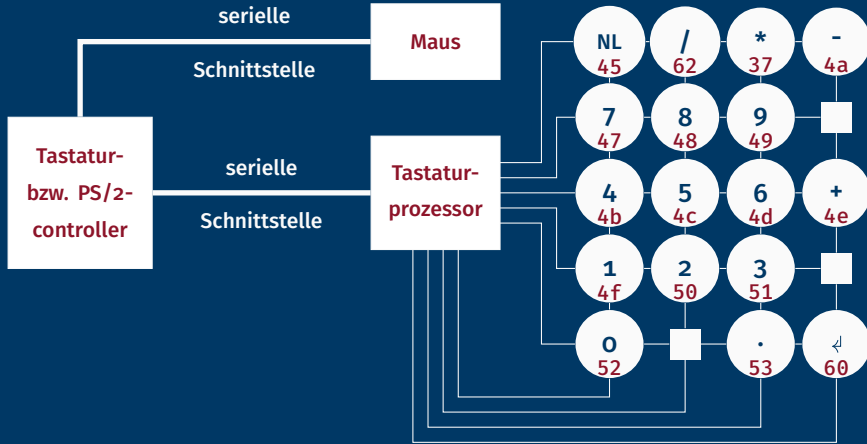 serielle
Schnittstelle
Maus
Tastatur-
bzw. PS/2-
controller
serielle
Schnittstelle
Tastatur-
prozessor
NL / * -
45 62 37 4a
7 8 9
47 48 49
4 5 6 +
4b 4c 4d 4e
1 2 3
4f 50 51
0 . ↲
52 53 60